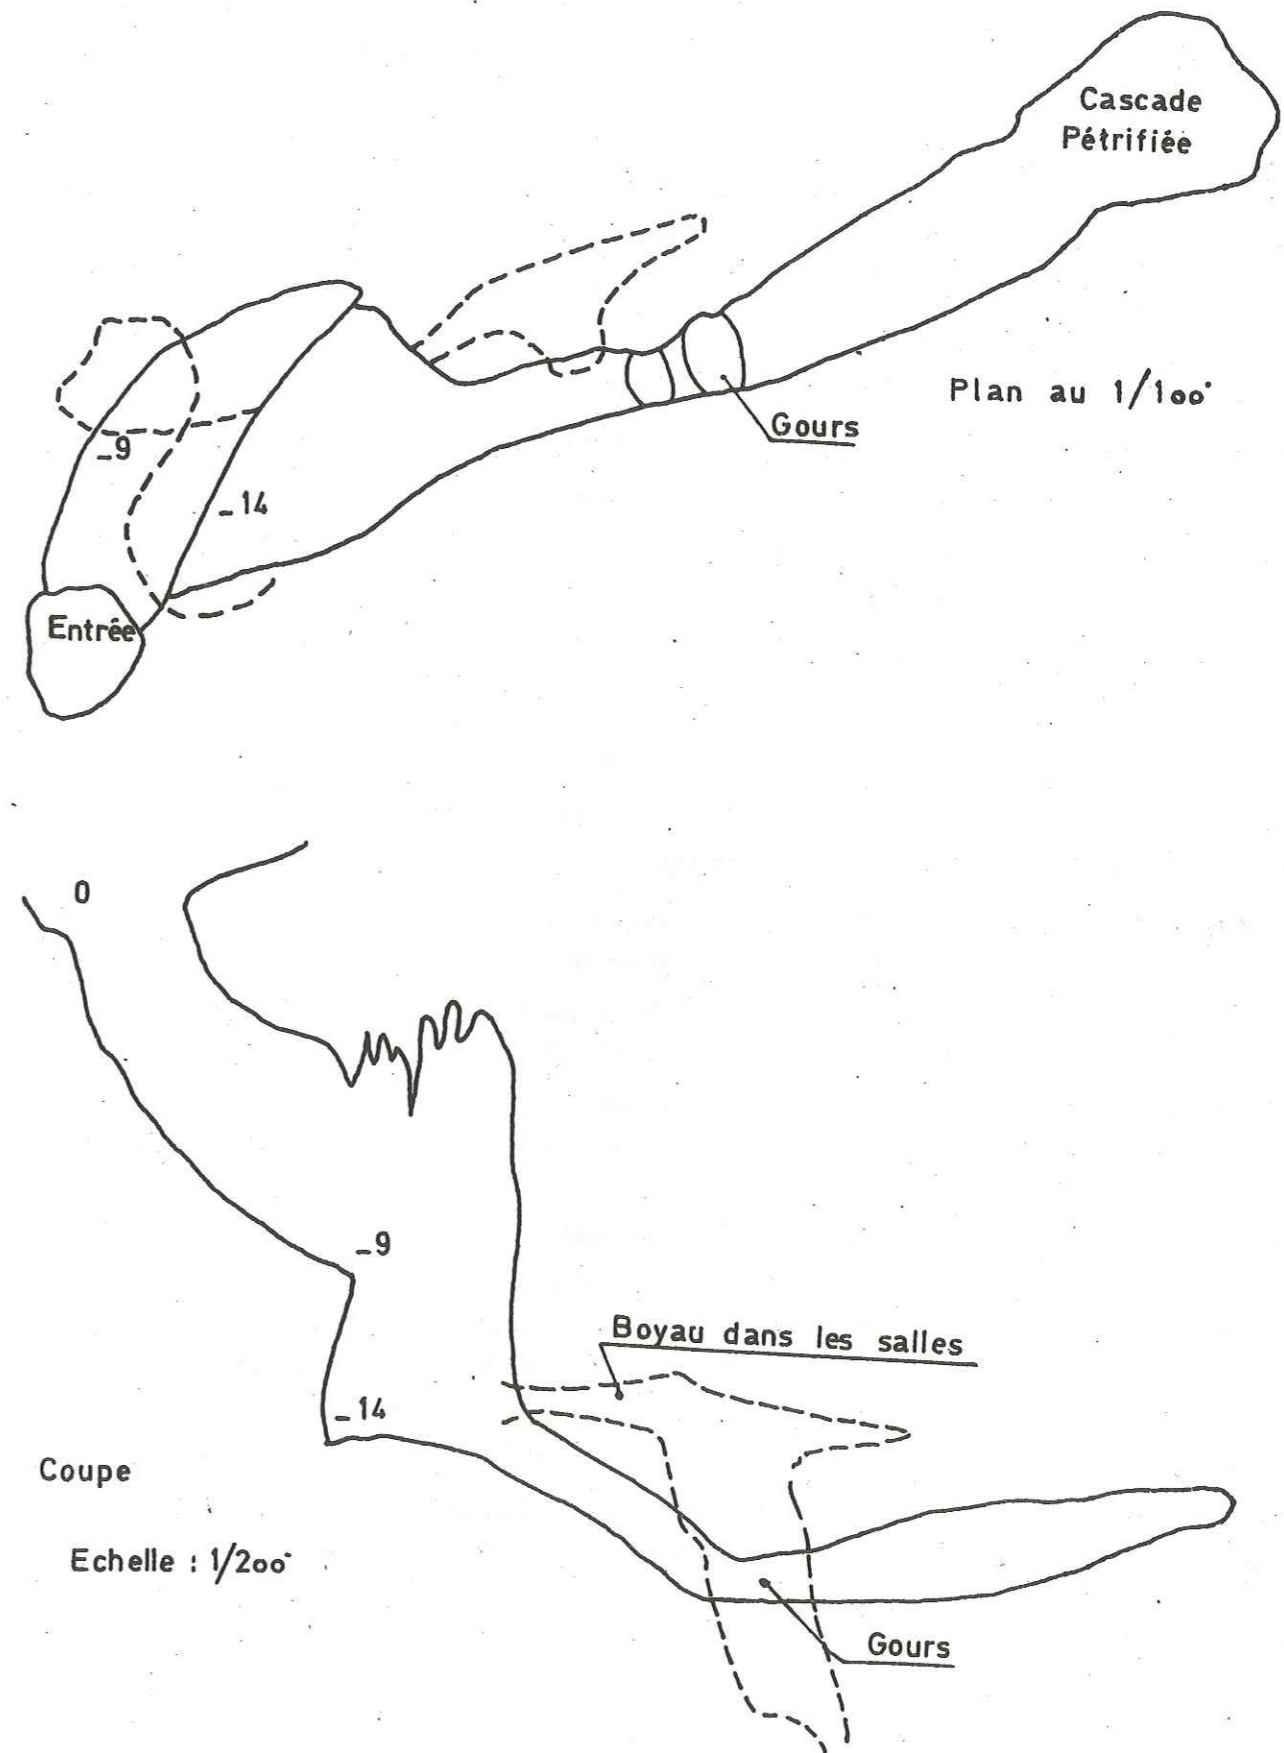 Cascade
Pétrifiée
Plan au 1/100°
Gours
_9
_14
Entrée
0
_9
Boyau dans les salles
_14
Coupe
Echelle : 1/200°
Gours